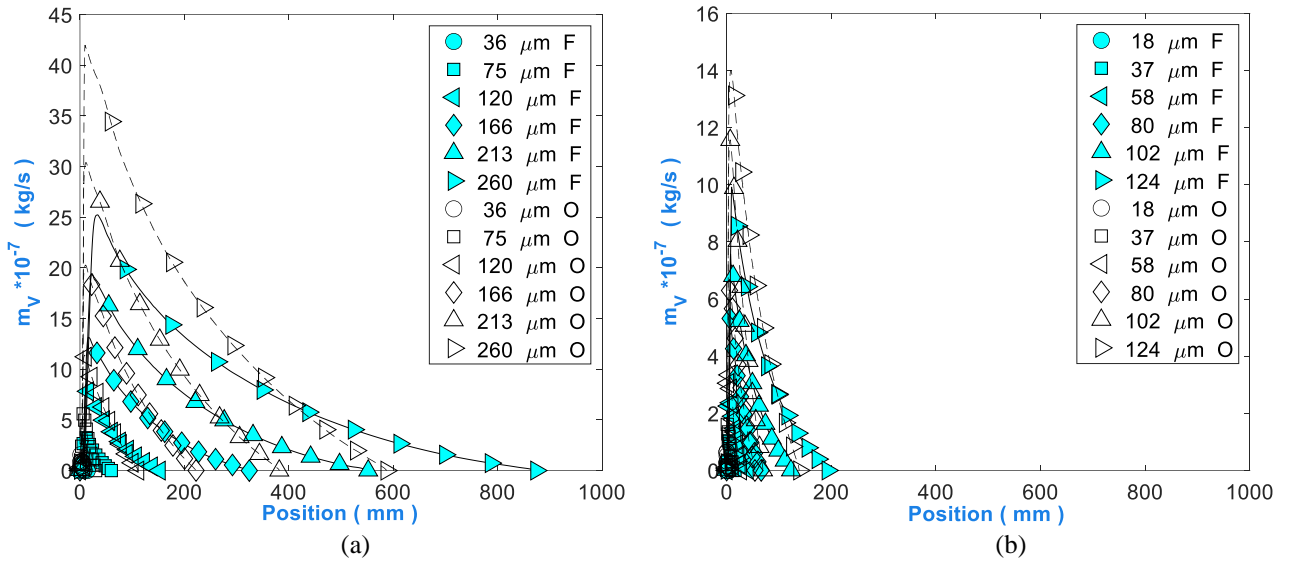 45
40
35
30
25
20
15
10
5
0
m_V *10^-7 ( kg/s )
0 200 400 600 800 1000
Position ( mm )
36 μm F
75 μm F
120 μm F
166 μm F
213 μm F
260 μm F
36 μm O
75 μm O
120 μm O
166 μm O
213 μm O
260 μm O
(a)
16
14
12
10
8
6
4
2
0
m_V *10^-7 ( kg/s )
0 200 400 600 800 1000
Position ( mm )
18 μm F
37 μm F
58 μm F
80 μm F
102 μm F
124 μm F
18 μm O
37 μm O
58 μm O
80 μm O
102 μm O
124 μm O
(b)